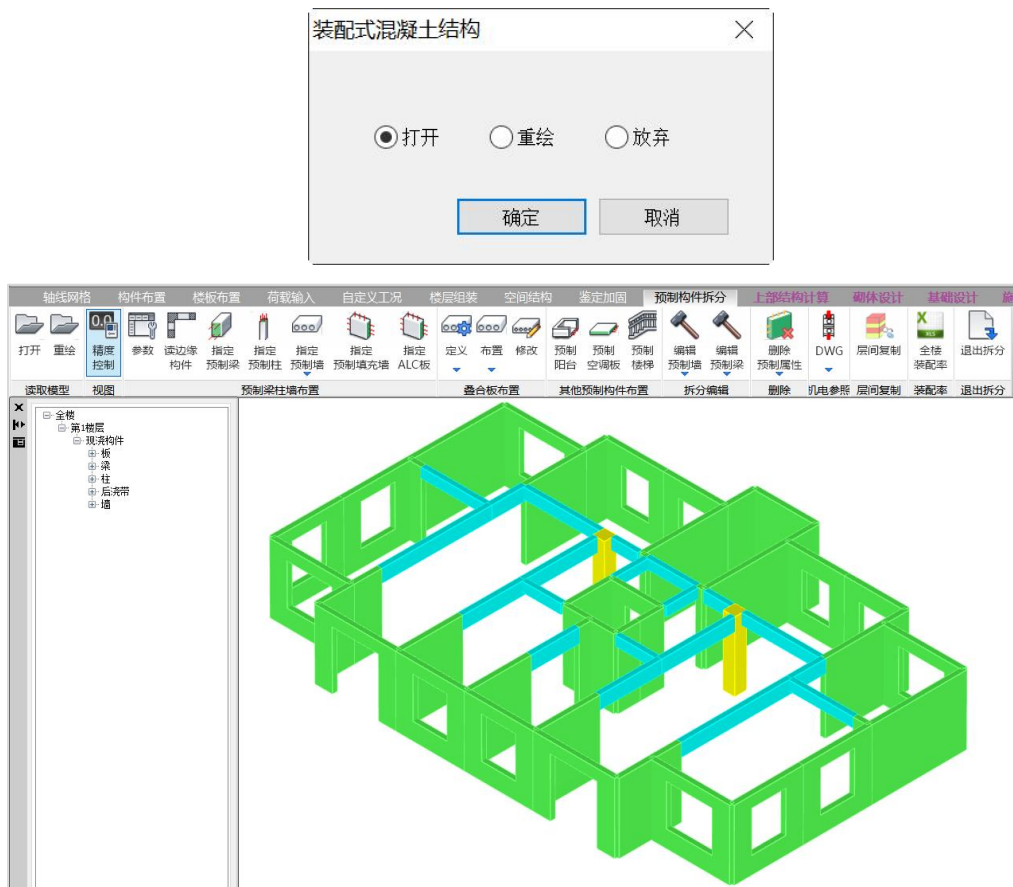 装配式混凝土结构
打开 重绘 放弃
确定 取消
轴线网格 构件布置 楼板布置 荷载输入 自定义工况 楼层组装 空间结构 鉴定加固 预制构件拆分 上部结构计算 砌体设计 基础设计
0.0
X
XLS
打开 重绘 精度 参数 读边缘 指定 指定 指定 指定 指定 定义 布置 修改 预制 预制 预制 编辑 编辑 删除 DWG 层间复制 全楼 退出拆分
控制 构件 预制梁 预制柱 预制墙 预制填充墙 ALC板 阳台 空调板 楼梯 预制墙 预制梁 预制属性 装配率
读取模型 视图 预制梁柱墙布置 叠合板布置 其他预制构件布置 拆分编辑 删除 机电参照 层间复制 装配率 退出拆分
全楼
第1楼层
现浇构件
板
梁
柱
后浇带
墙